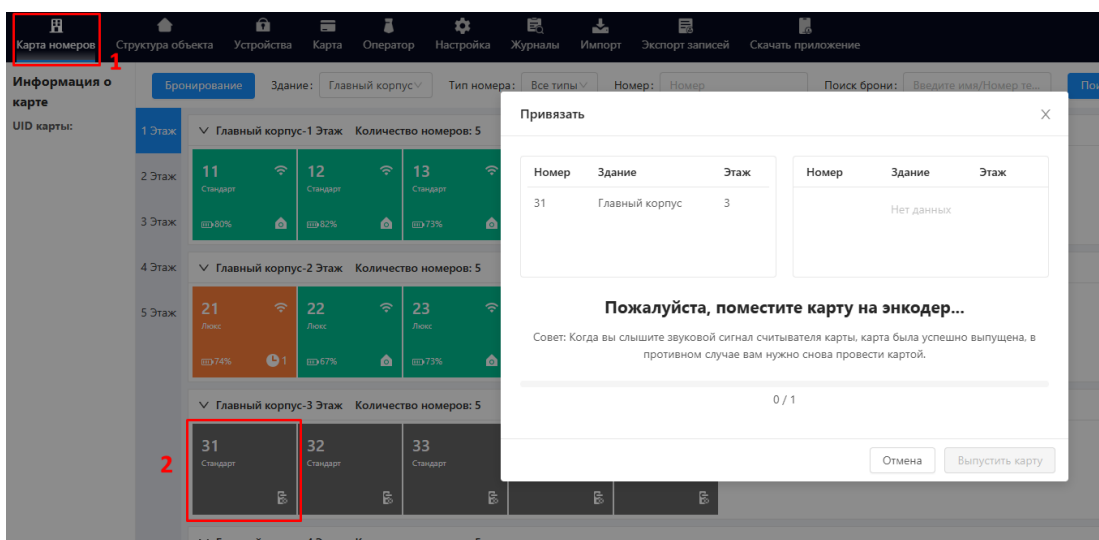 Карта номеров
Структура объекта
Устройства
Карта
Оператор
Настройка
Журналы
Импорт
Экспорт записей
Скачать приложение
1
Информация о
карте
UID карты:
Бронирование
Здание: Главный корпус
Тип номера: Все типы
Номер: Номер
Поиск брони: Введите имя/Номер те...
1 Этаж
2 Этаж
3 Этаж
4 Этаж
5 Этаж
Главный корпус-1 Этаж Количество номеров: 5
11
Стандарт
80%
12
Стандарт
82%
13
Стандарт
73%
Главный корпус-2 Этаж Количество номеров: 5
21
Люкс
74%
1
22
Люкс
67%
23
Люкс
73%
Главный корпус-3 Этаж Количество номеров: 5
2
31
Стандарт
32
Стандарт
33
Стандарт
Привязать
Номер Здание Этаж
31 Главный корпус 3
Номер Здание Этаж
Нет данных
Пожалуйста, поместите карту на энкодер...
Совет: Когда вы слышите звуковой сигнал считывателя карты, карта была успешно выпущена, в
противном случае вам нужно снова провести картой.
0 / 1
Отмена
Выпустить карту